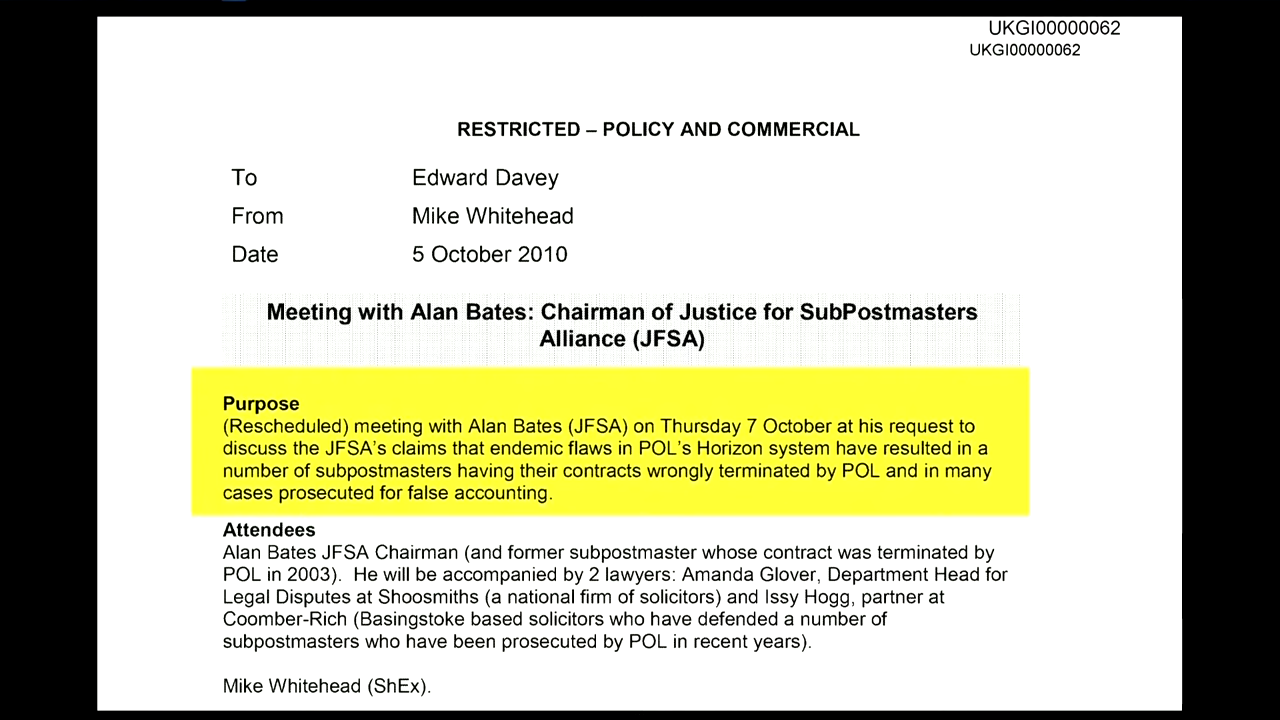 UKGI00000062
UKGI00000062
RESTRICTED – POLICY AND COMMERCIAL
To Edward Davey
From Mike Whitehead
Date 5 October 2010
Meeting with Alan Bates: Chairman of Justice for SubPostmasters
Alliance (JFSA)
Purpose
(Rescheduled) meeting with Alan Bates (JFSA) on Thursday 7 October at his request to
discuss the JFSA's claims that endemic flaws in POL's Horizon system have resulted in a
number of subpostmasters having their contracts wrongly terminated by POL and in many
cases prosecuted for false accounting.
Attendees
Alan Bates JFSA Chairman (and former subpostmaster whose contract was terminated by
POL in 2003). He will be accompanied by 2 lawyers: Amanda Glover, Department Head for
Legal Disputes at Shoosmiths (a national firm of solicitors) and Issy Hogg, partner at
Coomber-Rich (Basingstoke based solicitors who have defended a number of
subpostmasters who have been prosecuted by POL in recent years).
Mike Whitehead (ShEx).